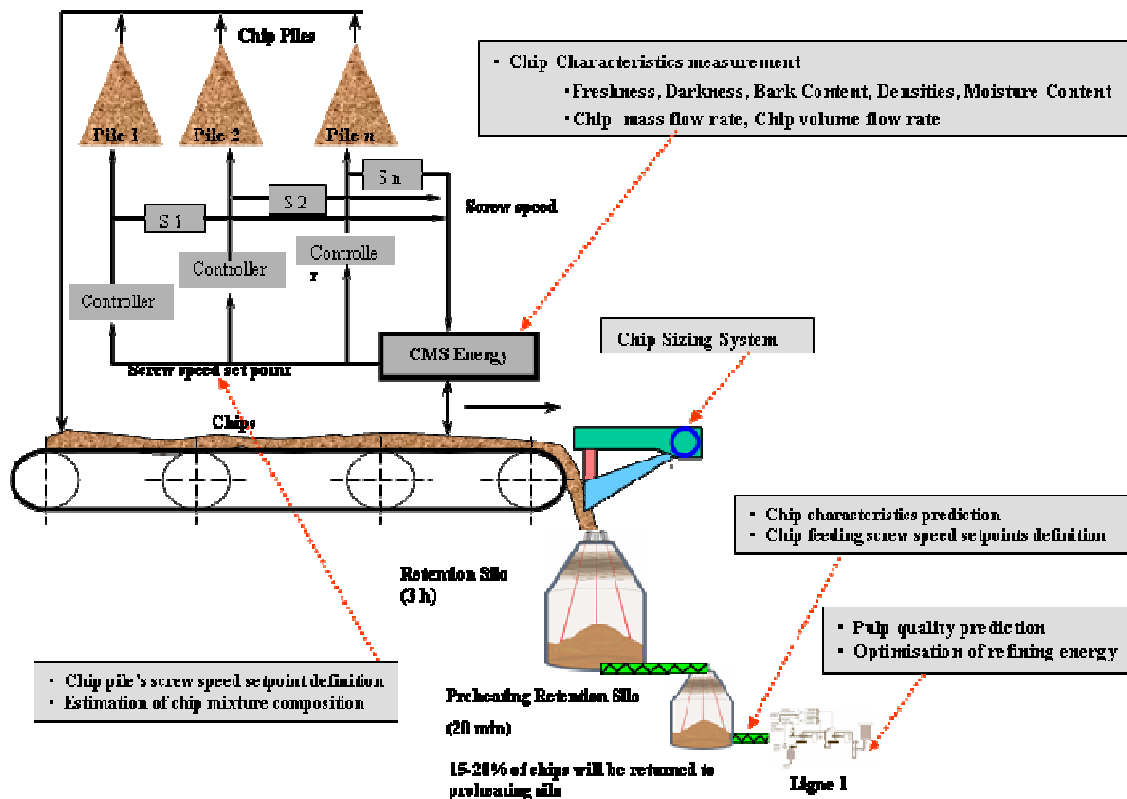 Chip Piles
Pile 1
Pile 2
Pile n
• Chip Characteristics measurement
•Freshness, Darkness, Bark Content, Densities, Moisture Content
•Chip mass flow rate, Chip volume flow rate
S n
S 2
S 1
Screw speed
Controlle
r
Controller
Controller
CMS Energy
Chip Sizing System
Screw speed set point
Chips
• Chip characteristics prediction
• Chip feeding screw speed setpoints definition
Retention Silo
(3 h)
• Pulp quality prediction
• Optimisation of refining energy
• Chip pile's screw speed setpoint definition
• Estimation of chip mixture composition
Preheating Retention Silo
(20 min)
15-20% of chips will be returned to
preheating silo
Ligne 1